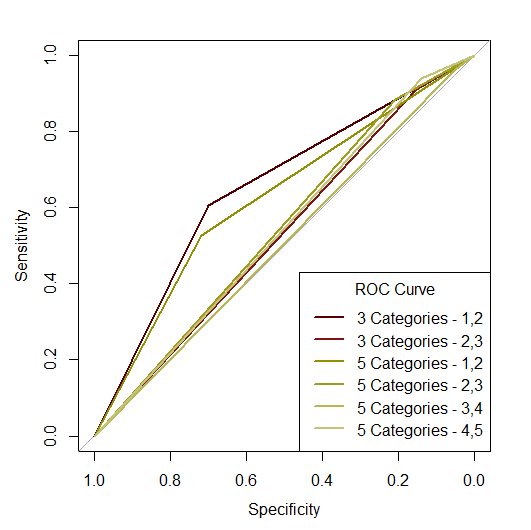 1.0
0.8
0.6
0.4
0.2
0.0
Sensitivity
ROC Curve
3 Categories - 1,2
3 Categories - 2,3
5 Categories - 1,2
5 Categories - 2,3
5 Categories - 3,4
5 Categories - 4,5
1.0 0.8 0.6 0.4 0.2 0.0
Specificity